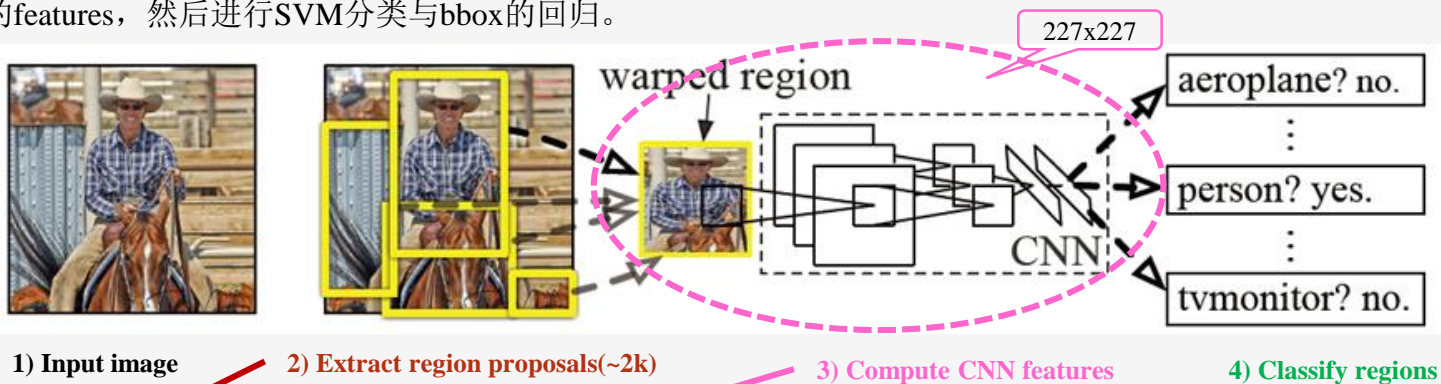 的features，然后进行SVM分类与bbox的回归。
227x227
warped region
aeroplane? no.
person? yes.
CNN
tvmonitor? no.
1) Input image
2) Extract region proposals(~2k)
3) Compute CNN features
4) Classify regions